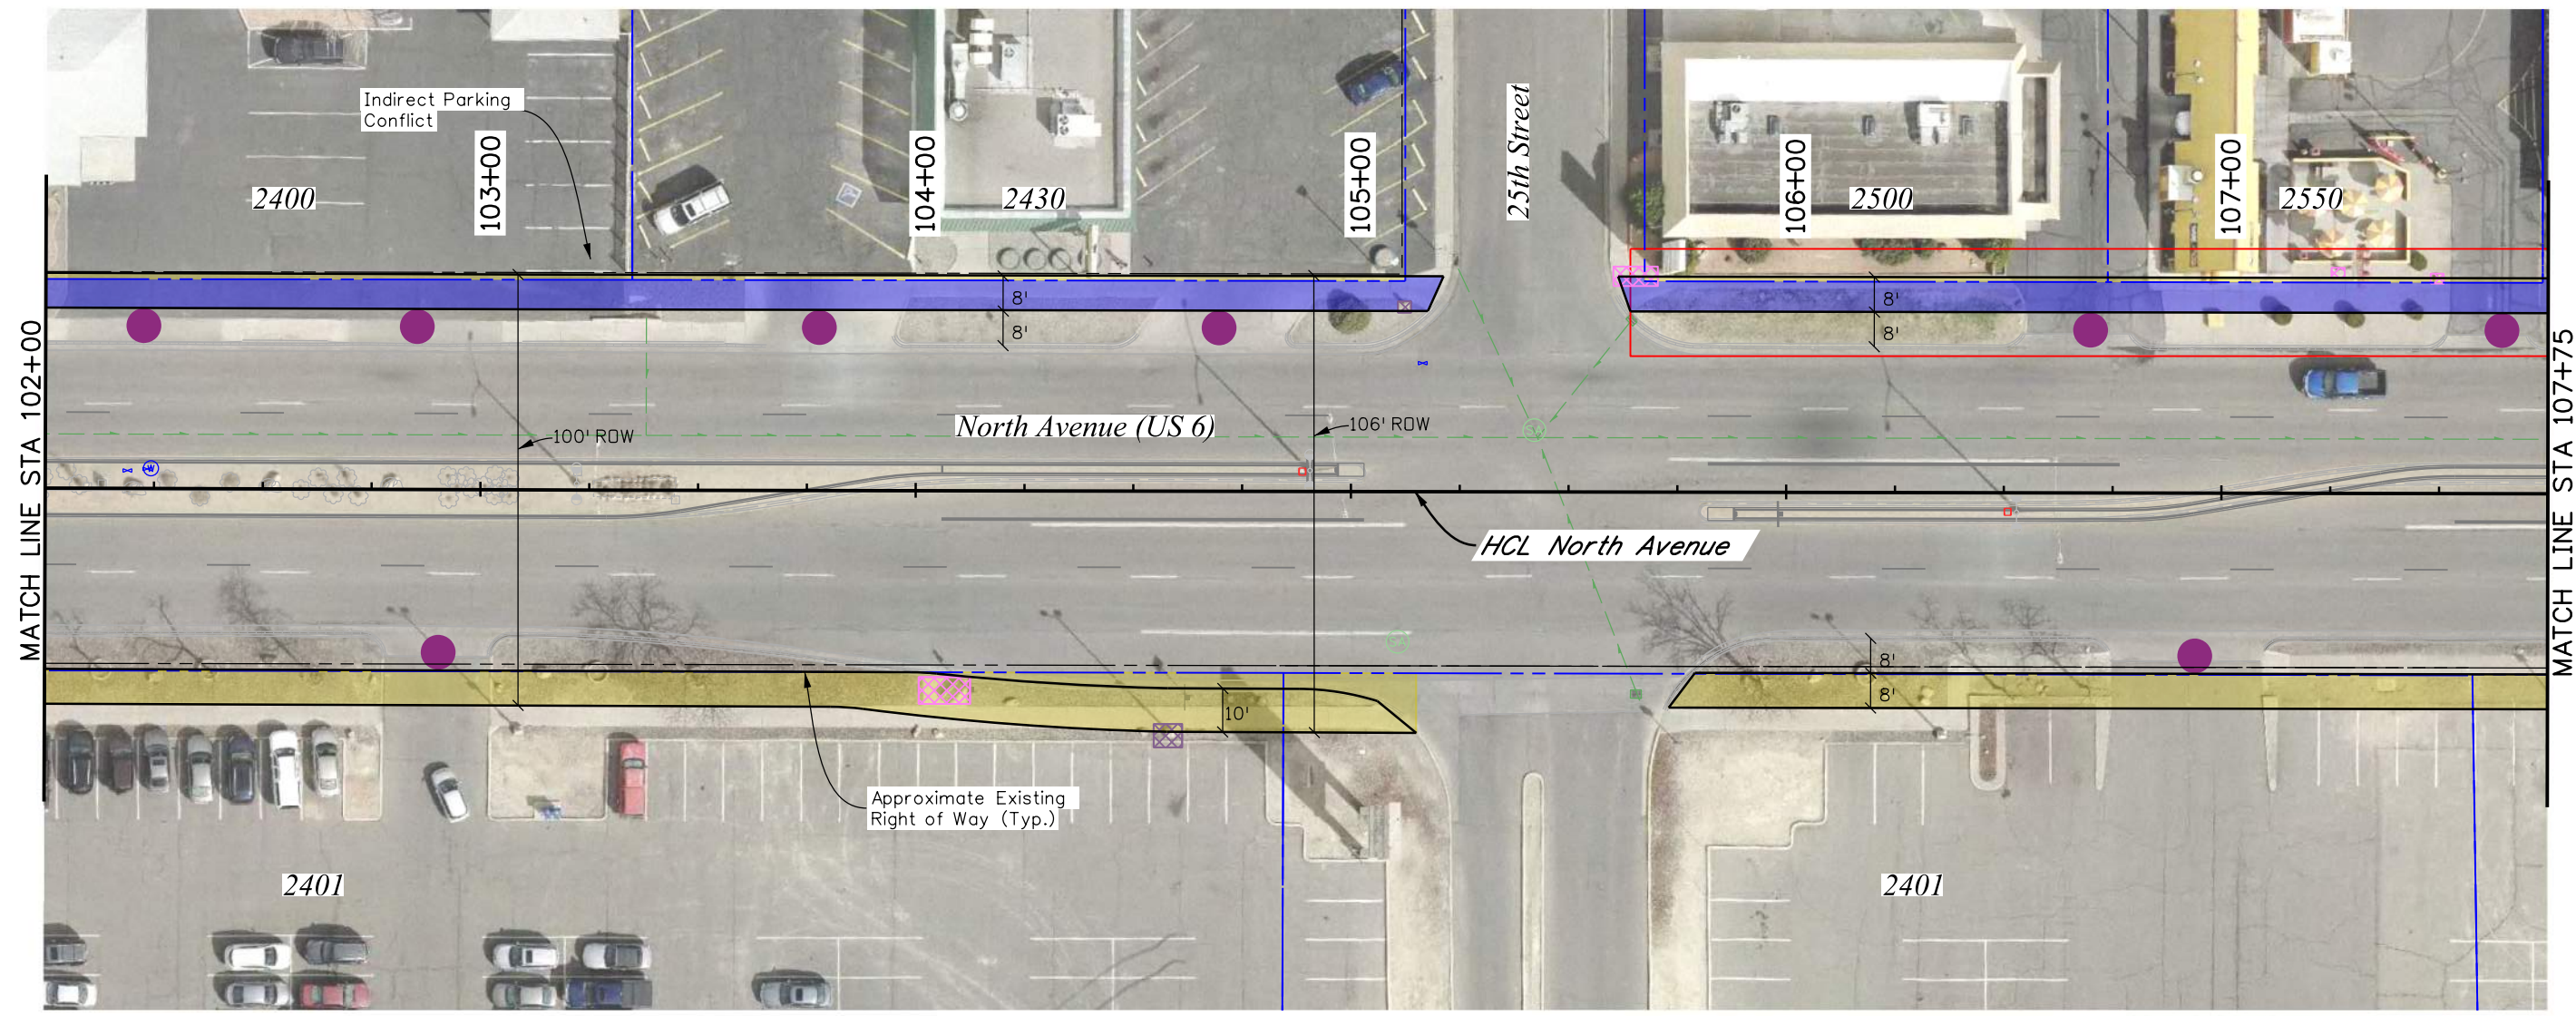 Indirect Parking
Conflict
2400
103+00
104+00
2430
105+00
25th Street
106+00
2500
107+00
2550
8'
8'
8'
8'
MATCH LINE STA 102+00
MATCH LINE STA 107+75
100' ROW
North Avenue (US 6)
106' ROW
SA
W
HCL North Avenue
SA
8'
8'
10'
Approximate Existing
Right of Way (Typ.)
2401
2401